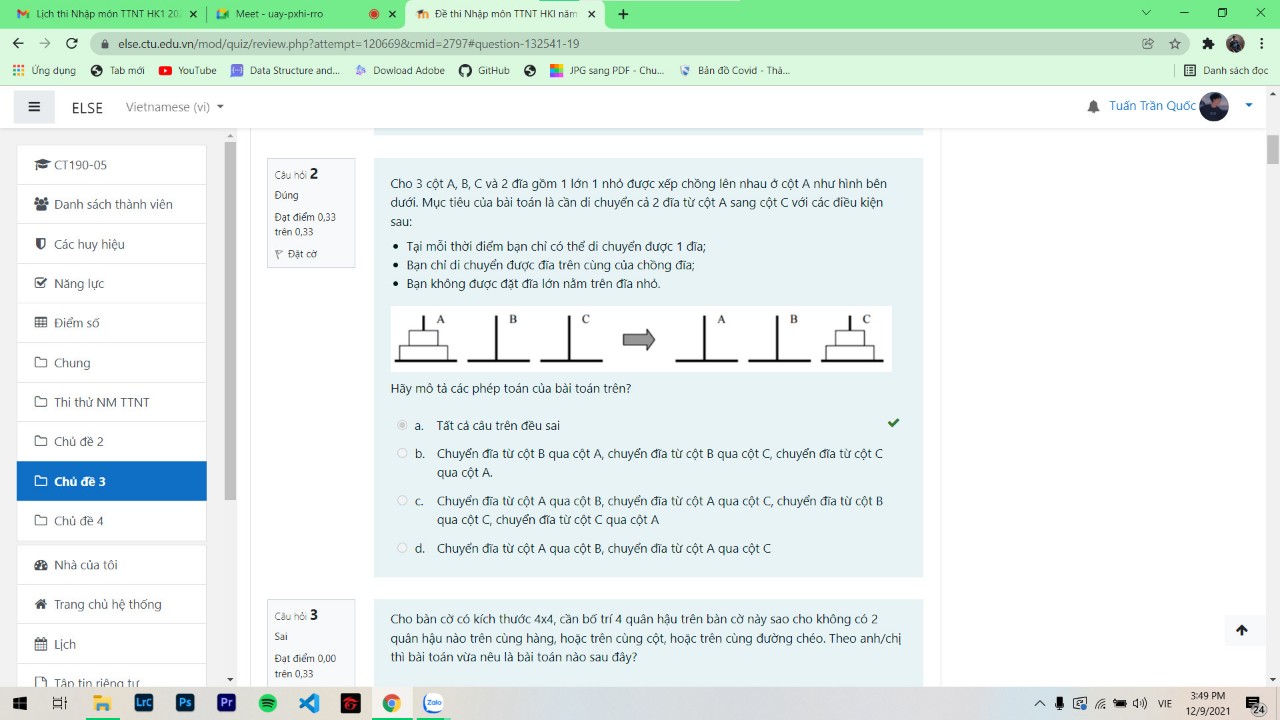 Lịch thi Nhập môn TTNT HK1 202
Meet - uay-pxhi-rro
Đề thi Nhập môn TTNT HKI năm
else.ctu.edu.vn/mod/quiz/review.php?attempt=120669&cmid=2797#question-132541-19
Ứng dụng
Tab mới
YouTube
Data Structure and...
Dowload Adobe
GitHub
JPG sang PDF - Chu...
Bản đồ Covid - Thả...
Danh sách đọc
ELSE
Vietnamese (vi)
Tuấn Trần Quốc
CT190-05
Danh sách thành viên
Các huy hiệu
Năng lực
Điểm số
Chung
Thi thử NM TTNT
Chủ đề 2
Chủ đề 3
Chủ đề 4
Nhà của tôi
Trang chủ hệ thống
Lịch
Tập tin riêng tư
Câu hỏi 2
Đúng
Đạt điểm 0,33
trên 0,33
Đặt cờ
Cho 3 cột A, B, C và 2 đĩa gồm 1 lớn 1 nhỏ được xếp chồng lên nhau ở cột A như hình bên
dưới. Mục tiêu của bài toán là cần di chuyển cả 2 đĩa từ cột A sang cột C với các điều kiện
sau:
• Tại mỗi thời điểm bạn chỉ có thể di chuyển được 1 đĩa;
• Bạn chỉ di chuyển được đĩa trên cùng của chồng đĩa;
• Bạn không được đặt đĩa lớn nằm trên đĩa nhỏ.
A B C A B C
Hãy mô tả các phép toán của bài toán trên?
a. Tất cả câu trên đều sai
b. Chuyển đĩa từ cột B qua cột A, chuyển đĩa từ cột B qua cột C, chuyển đĩa từ cột C
qua cột A.
c. Chuyển đĩa từ cột A qua cột B, chuyển đĩa từ cột A qua cột C, chuyển đĩa từ cột B
qua cột C, chuyển đĩa từ cột C qua cột A
d. Chuyển đĩa từ cột A qua cột B, chuyển đĩa từ cột A qua cột C
Câu hỏi 3
Sai
Đạt điểm 0,00
trên 0,33
Cho bàn cờ có kích thước 4x4, cần bố trí 4 quân hậu trên bàn cờ này sao cho không có 2
quân hậu nào trên cùng hàng, hoặc trên cùng cột, hoặc trên cùng đường chéo. Theo anh/chị
thì bài toán vừa nêu là bài toán nào sau đây?
LrC
Ps
Pr
Zalo
VIE
3:49 PM
12/9/2021
24